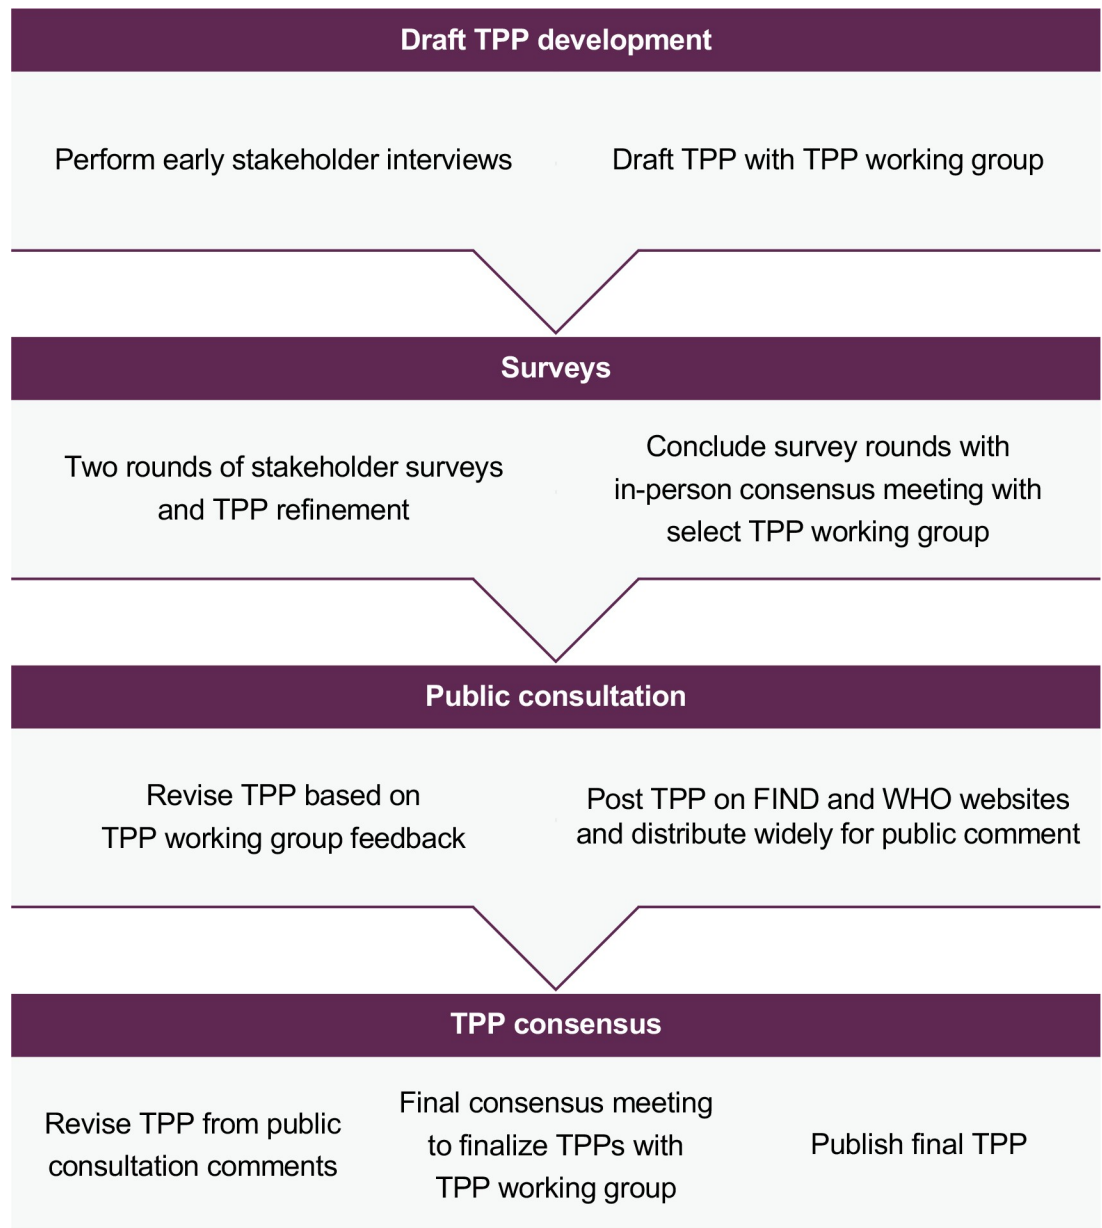 Draft TPP development
Perform early stakeholder interviews
Draft TPP with TPP working group
Surveys
Two rounds of stakeholder surveys
and TPP refinement
Conclude survey rounds with
in-person consensus meeting with
select TPP working group
Public consultation
Revise TPP based on
TPP working group feedback
Post TPP on FIND and WHO websites
and distribute widely for public comment
TPP consensus
Revise TPP from public
consultation comments
Final consensus meeting
to finalize TPPs with
TPP working group
Publish final TPP